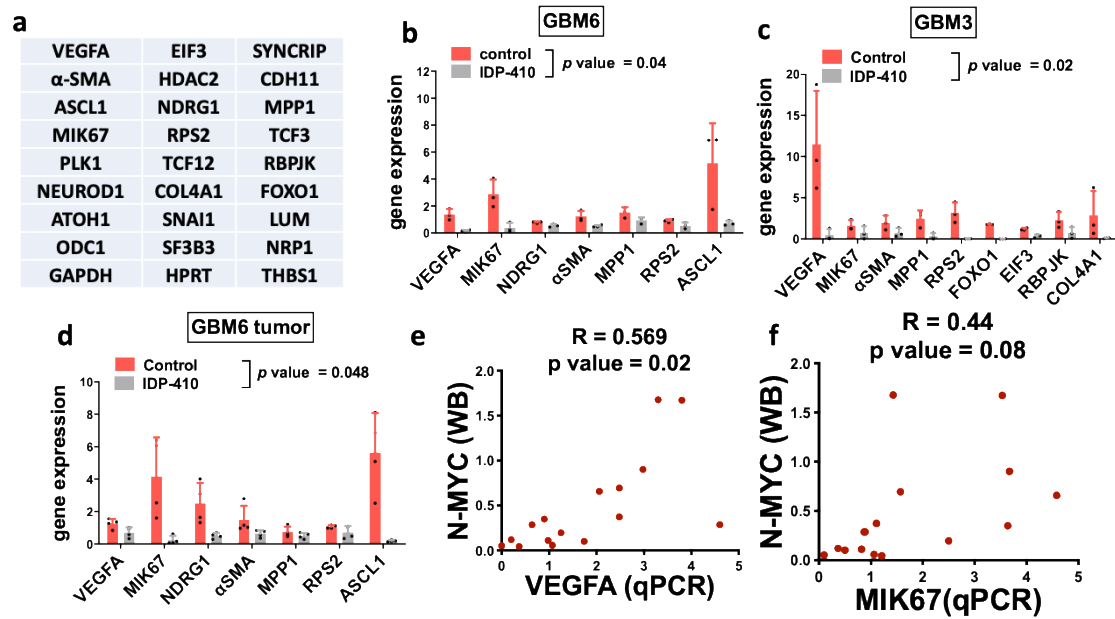 a
VEGFA EIF3 SYNCRIP
α-SMA HDAC2 CDH11
ASCL1 NDRG1 MPP1
MIK67 RPS2 TCF3
PLK1 TCF12 RBPJK
NEUROD1 COL4A1 FOXO1
ATOH1 SNAI1 LUM
ODC1 SF3B3 NRP1
GAPDH HPRT THBS1
b
GBM6
control
IDP-410
p value = 0.04
gene expression
12
10
8
6
4
2
0
VEGFA MIK67 NDRG1 αSMA MPP1 RPS2 ASCL1
c
GBM3
Control
IDP-410
p value = 0.02
gene expression
20
15
10
5
0
VEGFA MIK67 αSMA MPP1 RPS2 FOXO1 EIF3 RBPJK COL4A1
d
GBM6 tumor
Control
IDP-410
p value = 0.048
gene expression
10
8
6
4
2
0
VEGFA MIK67 NDRG1 αSMA MPP1 RPS2 ASCL1
e
R = 0.569
p value = 0.02
N-MYC (WB)
2.0
1.5
1.0
0.5
0.0
0 1 2 3 4 5
VEGFA (qPCR)
f
R = 0.44
p value = 0.08
N-MYC (WB)
2.0
1.5
1.0
0.5
0.0
0 1 2 3 4 5
MIK67(qPCR)